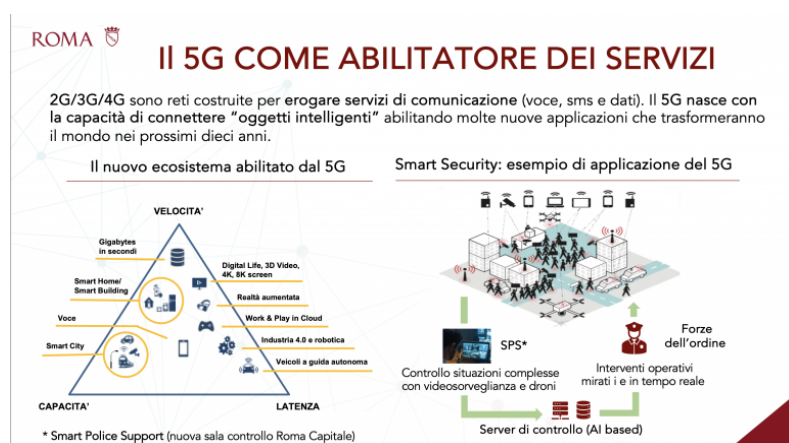 ROMA
Il 5G COME ABILITATORE DEI SERVIZI
2G/3G/4G sono reti costruite per erogare servizi di comunicazione (voce, sms e dati). Il 5G nasce con
la capacità di connettere “oggetti intelligenti” abilitando molte nuove applicazioni che trasformeranno
il mondo nei prossimi dieci anni.
Il nuovo ecosistema abilitato dal 5G
VELOCITA'
Gigabytes
in secondi
Smart Home/
Smart Building
Voce
Smart City
Digital Life, 3D Video,
4K, 8K screen
Realtà aumentata
Work & Play in Cloud
Industria 4.0 e robotica
Veicoli a guida autonoma
CAPACITA'
LATENZA
* Smart Police Support (nuova sala controllo Roma Capitale)
Smart Security: esempio di applicazione del 5G
SPS*
Controllo situazioni complesse
con videosorveglianza e droni
Forze
dell'ordine
Interventi operativi
mirati i e in tempo reale
Server di controllo (AI based)